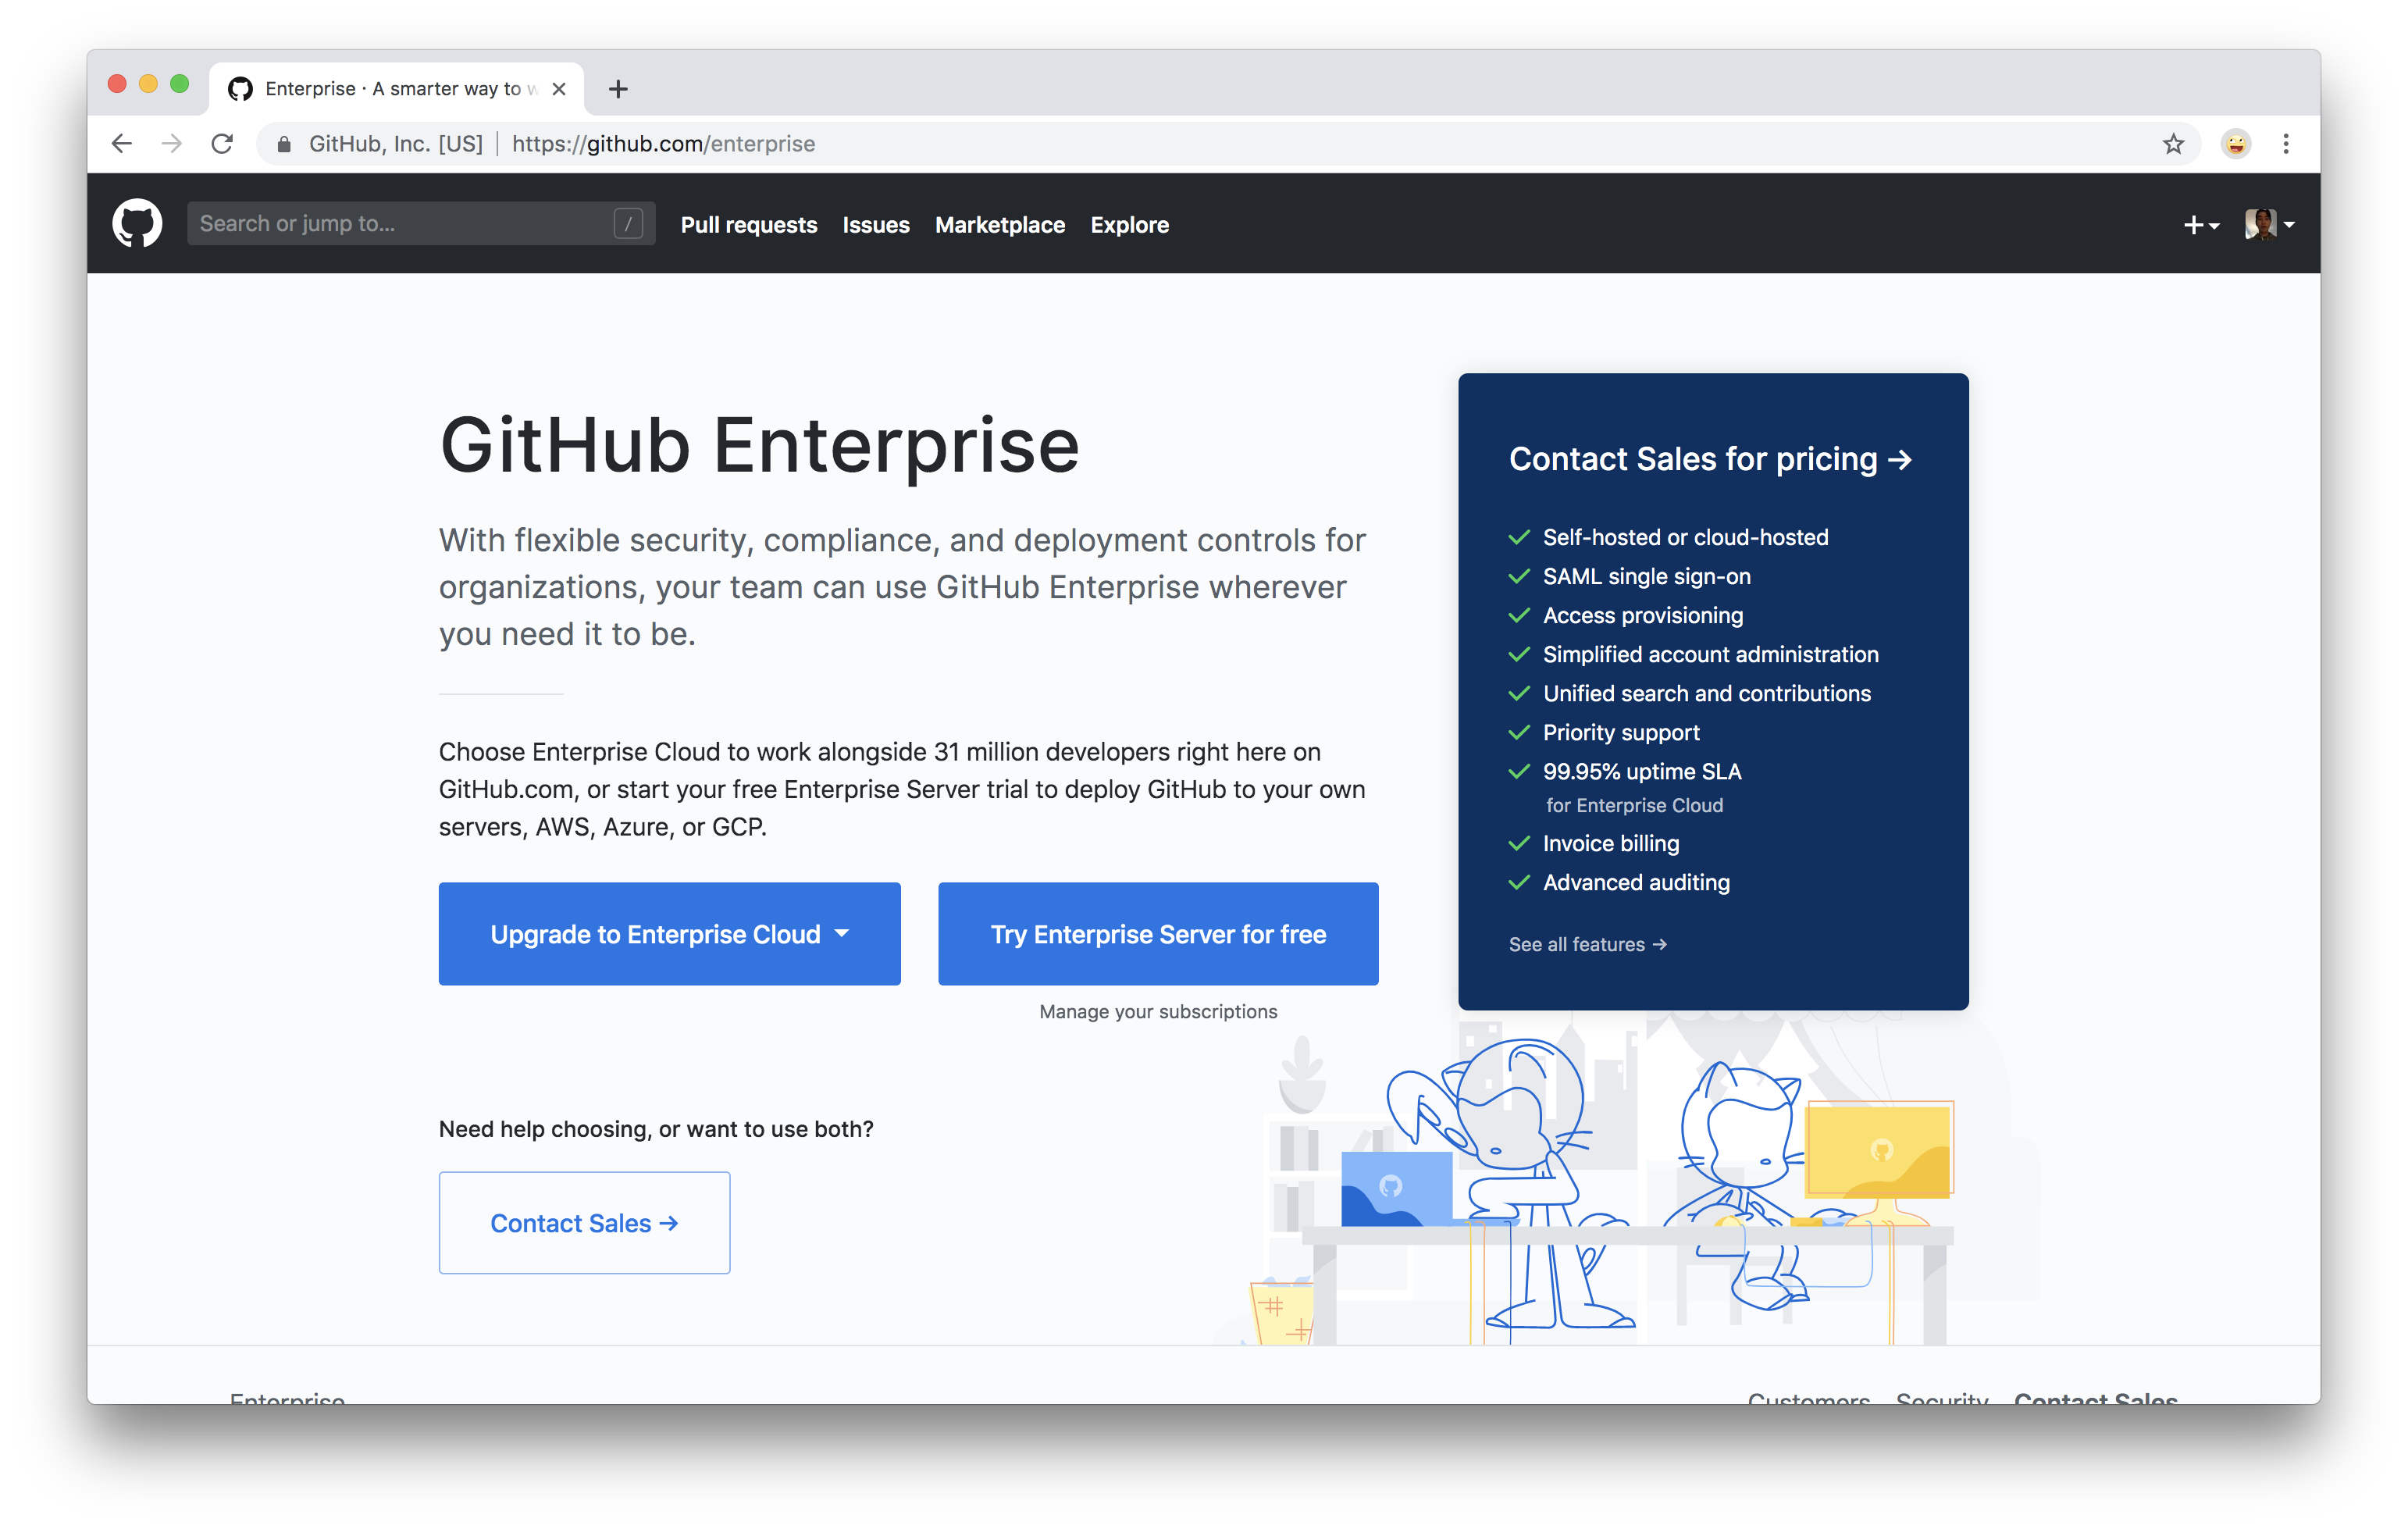 Enterprise · A smarter way to w
GitHub, Inc. [US] | https://github.com/enterprise
Search or jump to... /
Pull requests Issues Marketplace Explore
GitHub Enterprise
With flexible security, compliance, and deployment controls for
organizations, your team can use GitHub Enterprise wherever
you need it to be.
Choose Enterprise Cloud to work alongside 31 million developers right here on
GitHub.com, or start your free Enterprise Server trial to deploy GitHub to your own
servers, AWS, Azure, or GCP.
Upgrade to Enterprise Cloud
Try Enterprise Server for free
Manage your subscriptions
Need help choosing, or want to use both?
Contact Sales →
Contact Sales for pricing →
✓ Self-hosted or cloud-hosted
✓ SAML single sign-on
✓ Access provisioning
✓ Simplified account administration
✓ Unified search and contributions
✓ Priority support
✓ 99.95% uptime SLA
for Enterprise Cloud
✓ Invoice billing
✓ Advanced auditing
See all features →
Enterprise
Customers Security Contact Sales